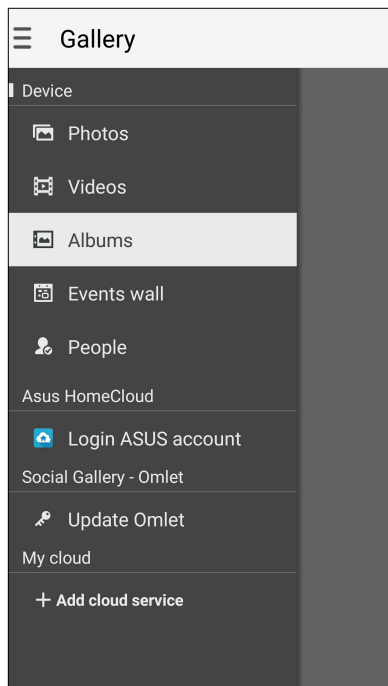 Gallery
Device
Photos
Videos
Albums
Events wall
People
Asus HomeCloud
Login ASUS account
Social Gallery - Omlet
Update Omlet
My cloud
+ Add cloud service